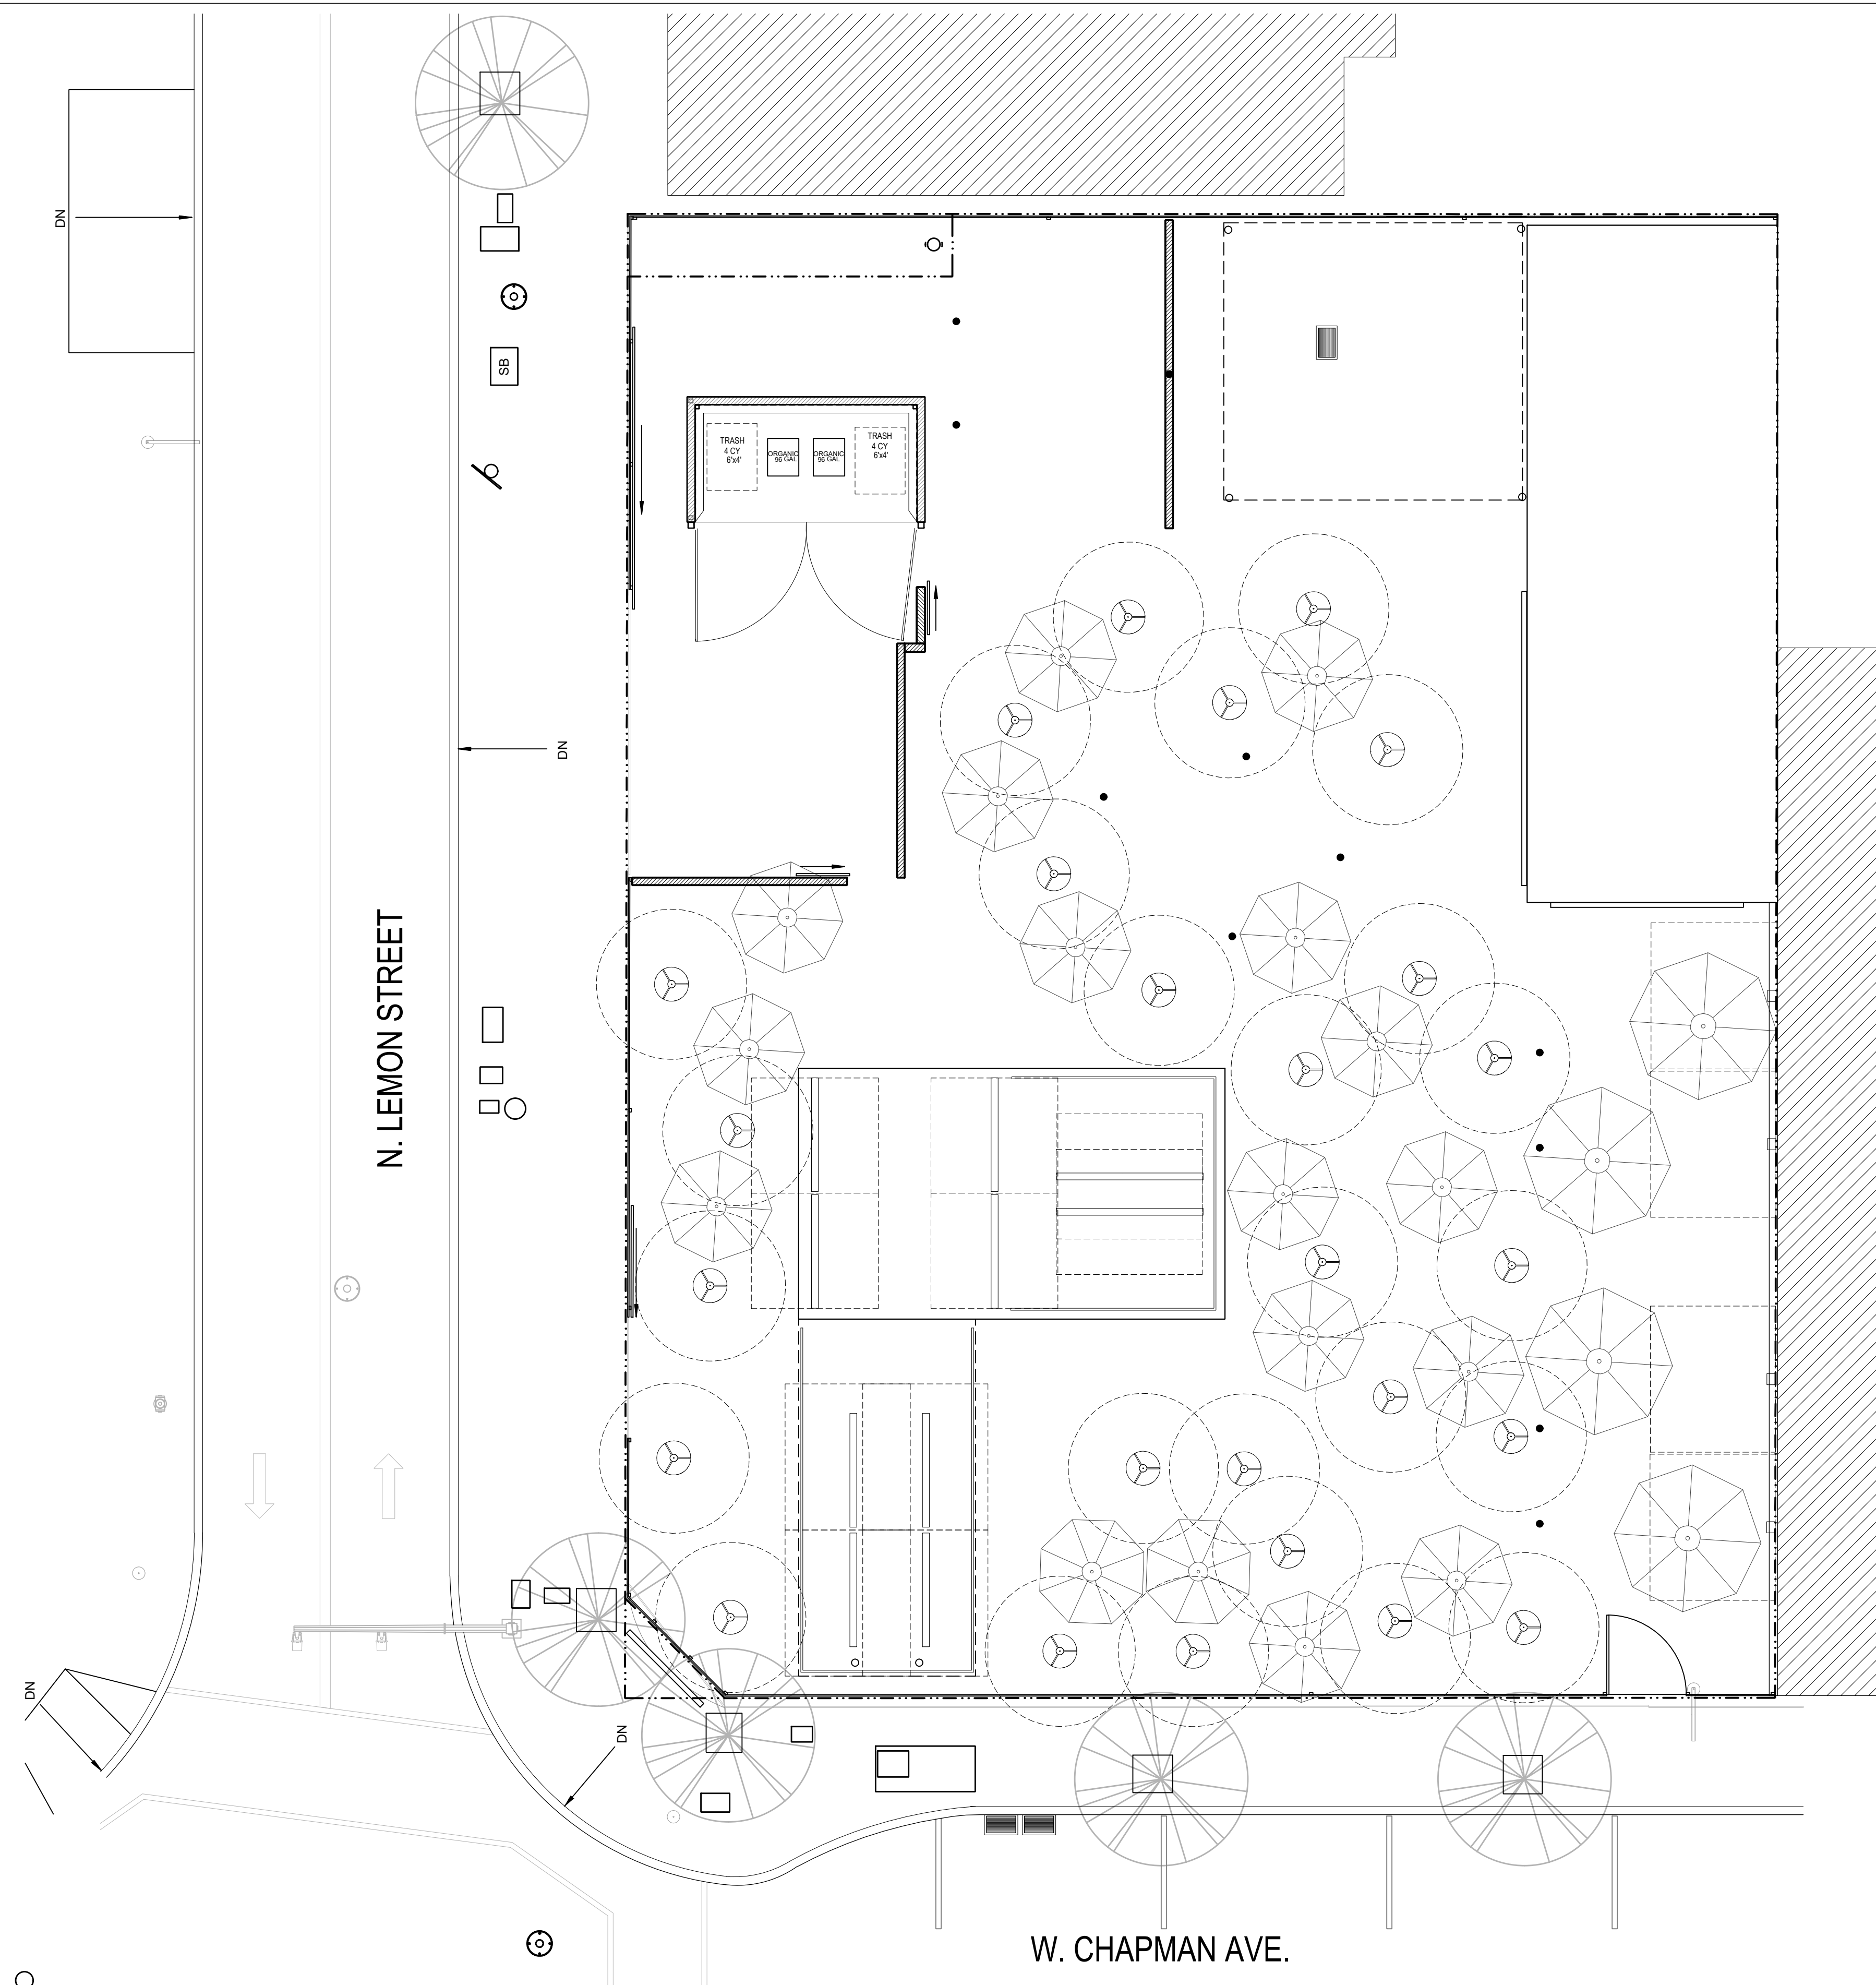 DN
SB
TRASH
4 CY
6'x4'
ORGANIC
96 GAL
ORGANIC
96 GAL
TRASH
4 CY
6'x4'
DN
N. LEMON STREET
DN
DN
W. CHAPMAN AVE.